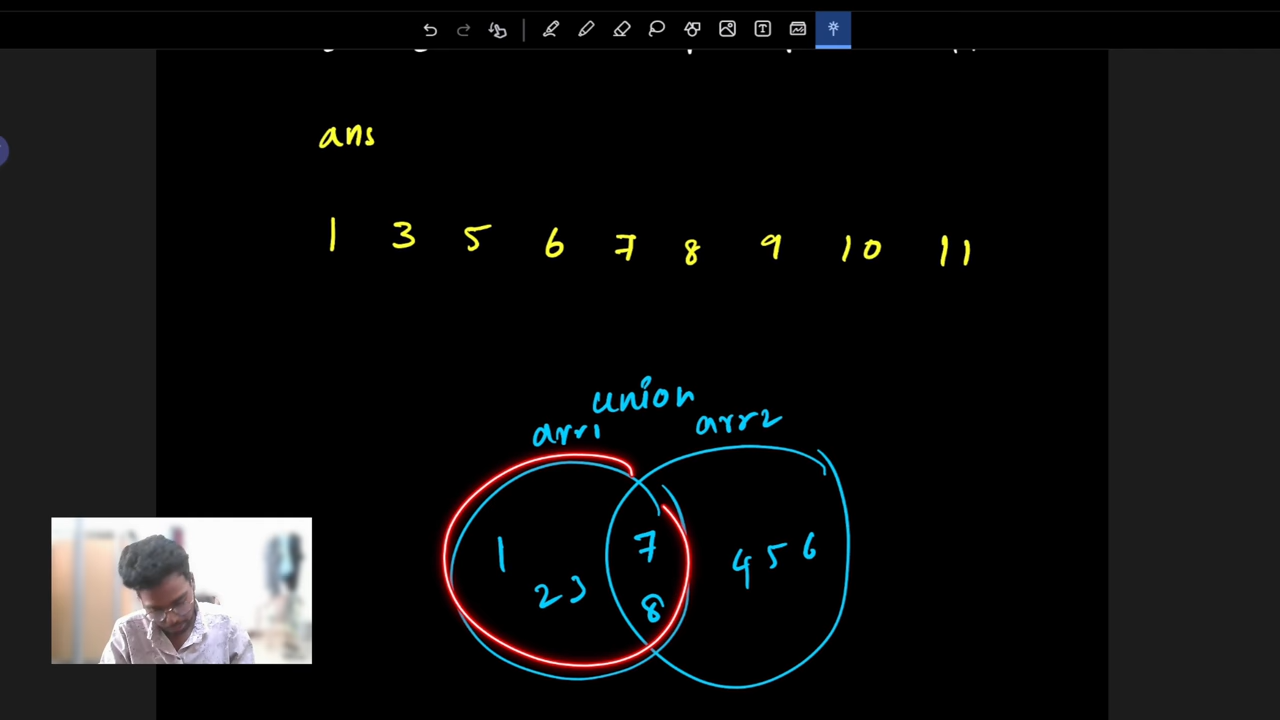 ans
1 3 5 6 7 8 9 10 11
union
arr1 arr2
1 2 3 7 8 4 5 6